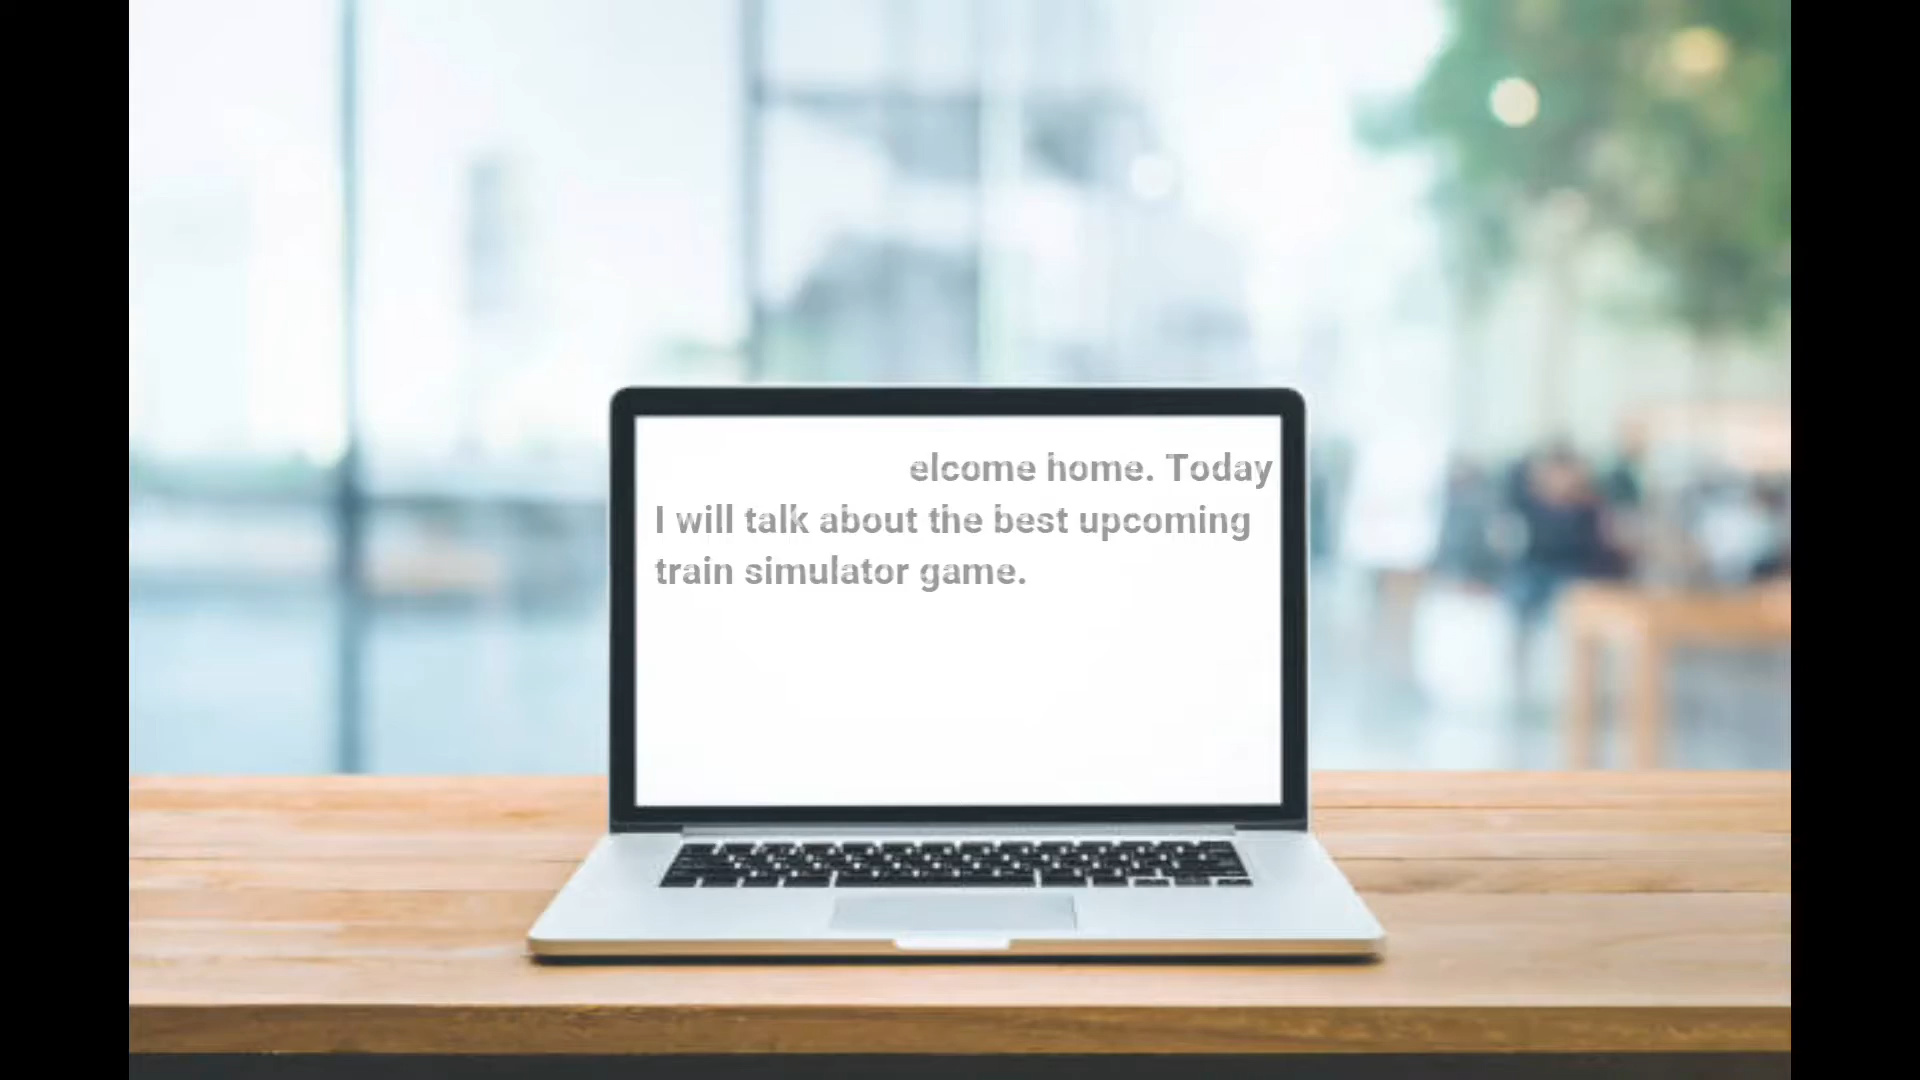 elcome home. Today
I will talk about the best upcoming
train simulator game.